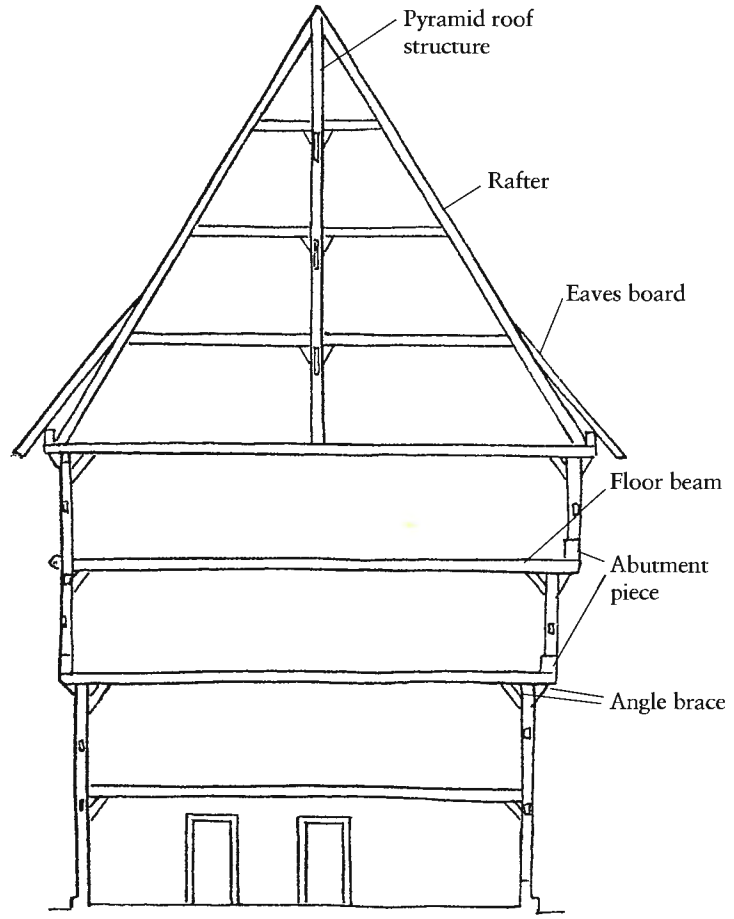 Pyramid roof
structure
Rafter
Eaves board
Floor beam
Abutment
piece
Angle brace